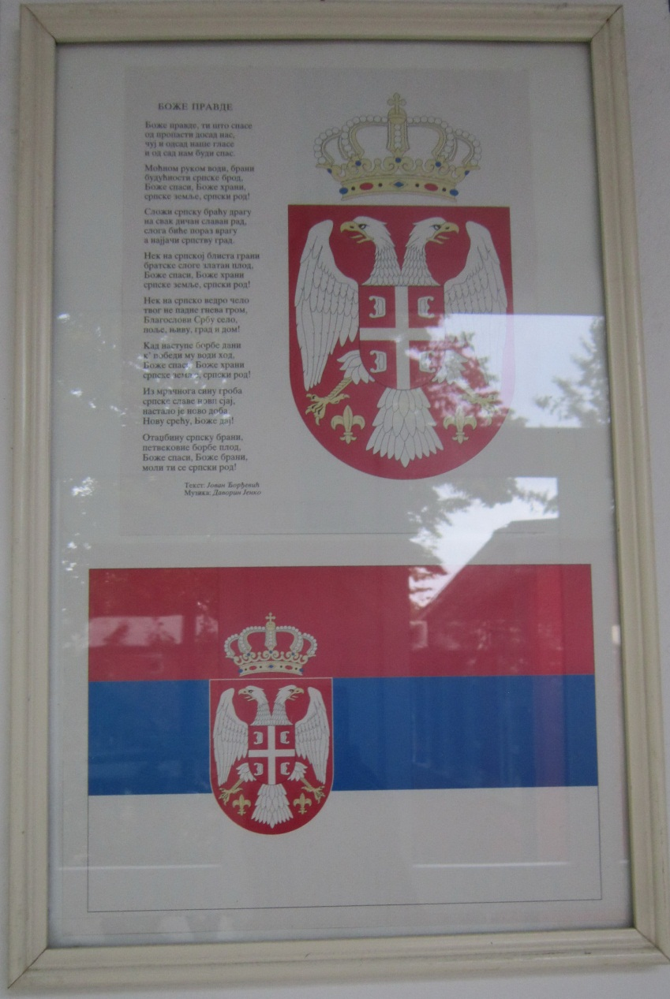 БОЖЕ ПРАВДЕ
Боже правде, ти што спасе
од пропасти досад нас,
чуј и одсад наше гласе
и од сад нам буди спас.
Моћном руком води, брани
будућности српске брод,
Боже спаси, Боже храни,
српске земље, српски род!
Сложи српску браћу драгу
на свак дичан славан рад,
слога биће пораз врагу
а најјачи српству град.
Нек на српској блиста грани
братске слоге златан плод,
Боже спаси, Боже храни
српске земље, српски род!
Нек на српско ведро чело
твог не падне гнева гром,
Благослови Србу село,
поље, њиву, град и дом!
Кад наступе борбе дани
к' победи му води ход,
Боже спаси, Боже храни
српске земље, српски род!
Из мрачнога сину гроба
српске славе нови сјај,
настало је ново доба.
Нову срећу, Боже дај!
Отаџбину српску брани,
петвековне борбе плод,
Боже спаси, Боже брани,
моли ти се српски род!
Текст: Јован Ђорђевић
Музика: Даворин Јенко